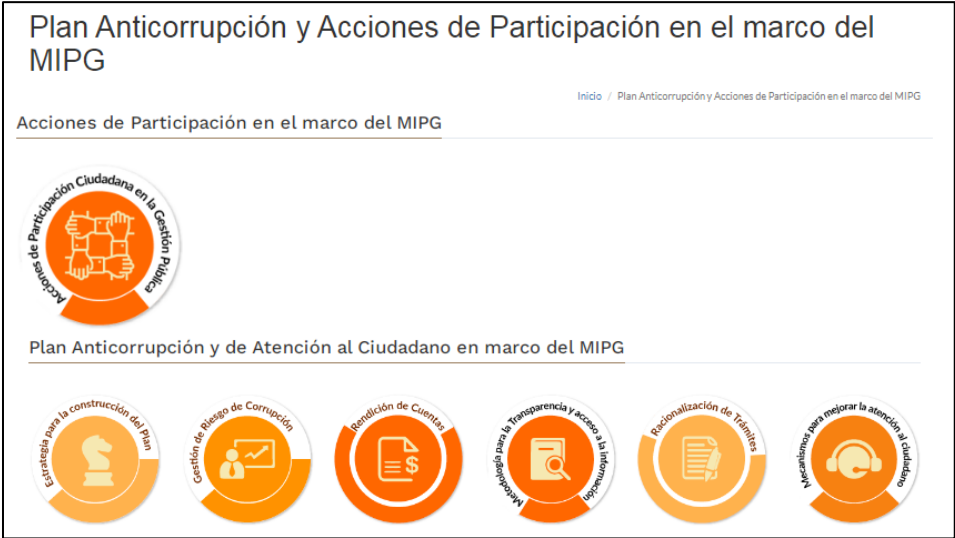 Plan Anticorrupción y Acciones de Participación en el marco del
MIPG
Inicio / Plan Anticorrupción y Acciones de Participación en el marco del MIPG
Acciones de Participación en el marco del MIPG
Acciones de Participación Ciudadana en la Gestión Pública
Plan Anticorrupción y de Atención al Ciudadano en marco del MIPG
Estrategia para la construcción del Plan
Gestión de Riesgo de Corrupción
Rendición de Cuentas
$
Metodología para la Transparencia y acceso a la información
Racionalización de Trámites
Mecanismos para mejorar la atención al ciudadano